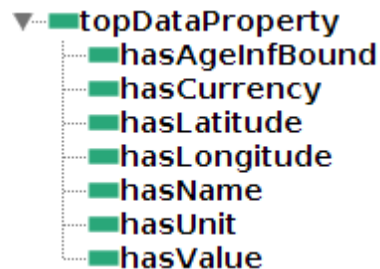 topDataProperty
hasAgeInfBound
hasCurrency
hasLatitude
hasLongitude
hasName
hasUnit
hasValue